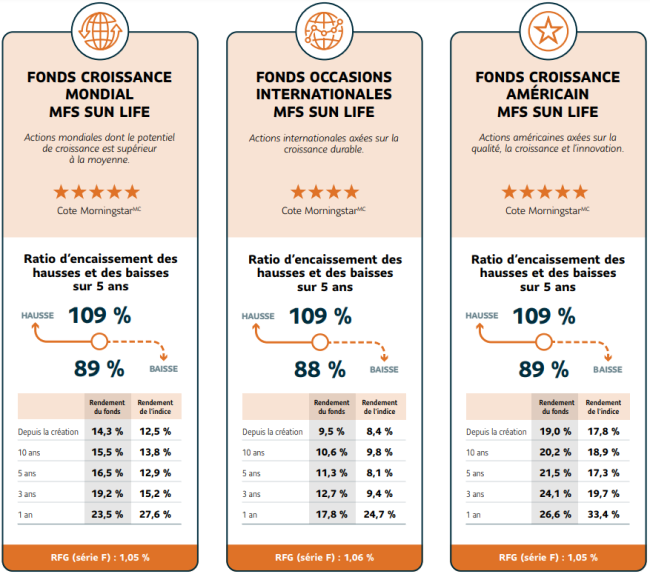 FONDS CROISSANCE
MONDIAL
MFS SUN LIFE
Actions mondiales dont le potentiel
de croissance est supérieur
à la moyenne.
Cote Morningstarᴹᶜ
Ratio d'encaissement des
hausses et des baisses
sur 5 ans
HAUSSE 109 %
89 % BAISSE
Rendement Rendement
du fonds de l'indice
Depuis la création 14,3 % 12,5 %
10 ans 15,5 % 13,8 %
5 ans 16,5 % 12,9 %
3 ans 19,2 % 15,2 %
1 an 23,5 % 27,6 %
RFG (série F) : 1,05 %
FONDS OCCASIONS
INTERNATIONALES
MFS SUN LIFE
Actions internationales axées sur la
croissance durable.
Cote Morningstarᴹᶜ
Ratio d'encaissement des
hausses et des baisses
sur 5 ans
HAUSSE 109 %
88 % BAISSE
Rendement Rendement
du fonds de l'indice
Depuis la création 9,5 % 8,4 %
10 ans 10,6 % 9,8 %
5 ans 11,3 % 8,1 %
3 ans 12,7 % 9,4 %
1 an 17,8 % 24,7 %
RFG (série F) : 1,06 %
FONDS CROISSANCE
AMÉRICAIN
MFS SUN LIFE
Actions américaines axées sur la
qualité, la croissance et l'innovation.
Cote Morningstarᴹᶜ
Ratio d'encaissement des
hausses et des baisses
sur 5 ans
HAUSSE 109 %
89 % BAISSE
Rendement Rendement
du fonds de l'indice
Depuis la création 19,0 % 17,8 %
10 ans 20,2 % 18,9 %
5 ans 21,5 % 17,3 %
3 ans 24,1 % 19,7 %
1 an 26,6 % 33,4 %
RFG (série F) : 1,05 %